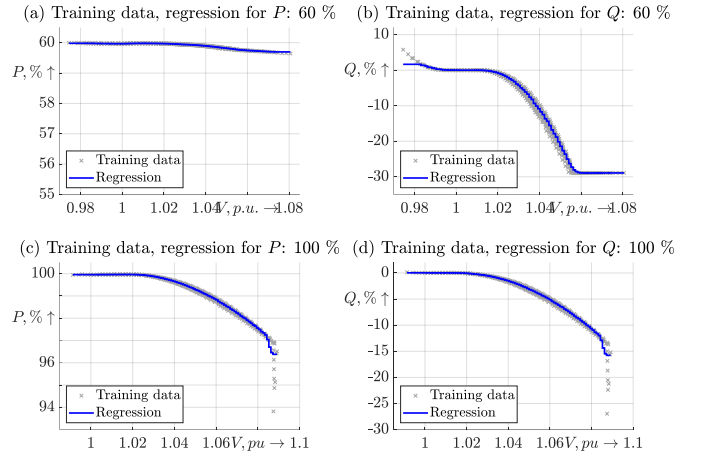 (a) Training data, regression for P: 60 %
60
P, % ↑
58
57
56
55
0.98
1
1.02
1.04
V, p.u. →
1.08
Training data
Regression
(b) Training data, regression for Q: 60 %
10
Q, % ↑
-10
-20
-30
0.98
1
1.02
1.04
V, p.u. →
1.08
Training data
Regression
(c) Training data, regression for P: 100 %
100
P, % ↑
96
94
1
1.02
1.04
1.06
V, pu →
1.1
Training data
Regression
(d) Training data, regression for Q: 100 %
0
Q, % ↑
-10
-15
-20
-25
-30
1
1.02
1.04
1.06
V, pu →
1.1
Training data
Regression